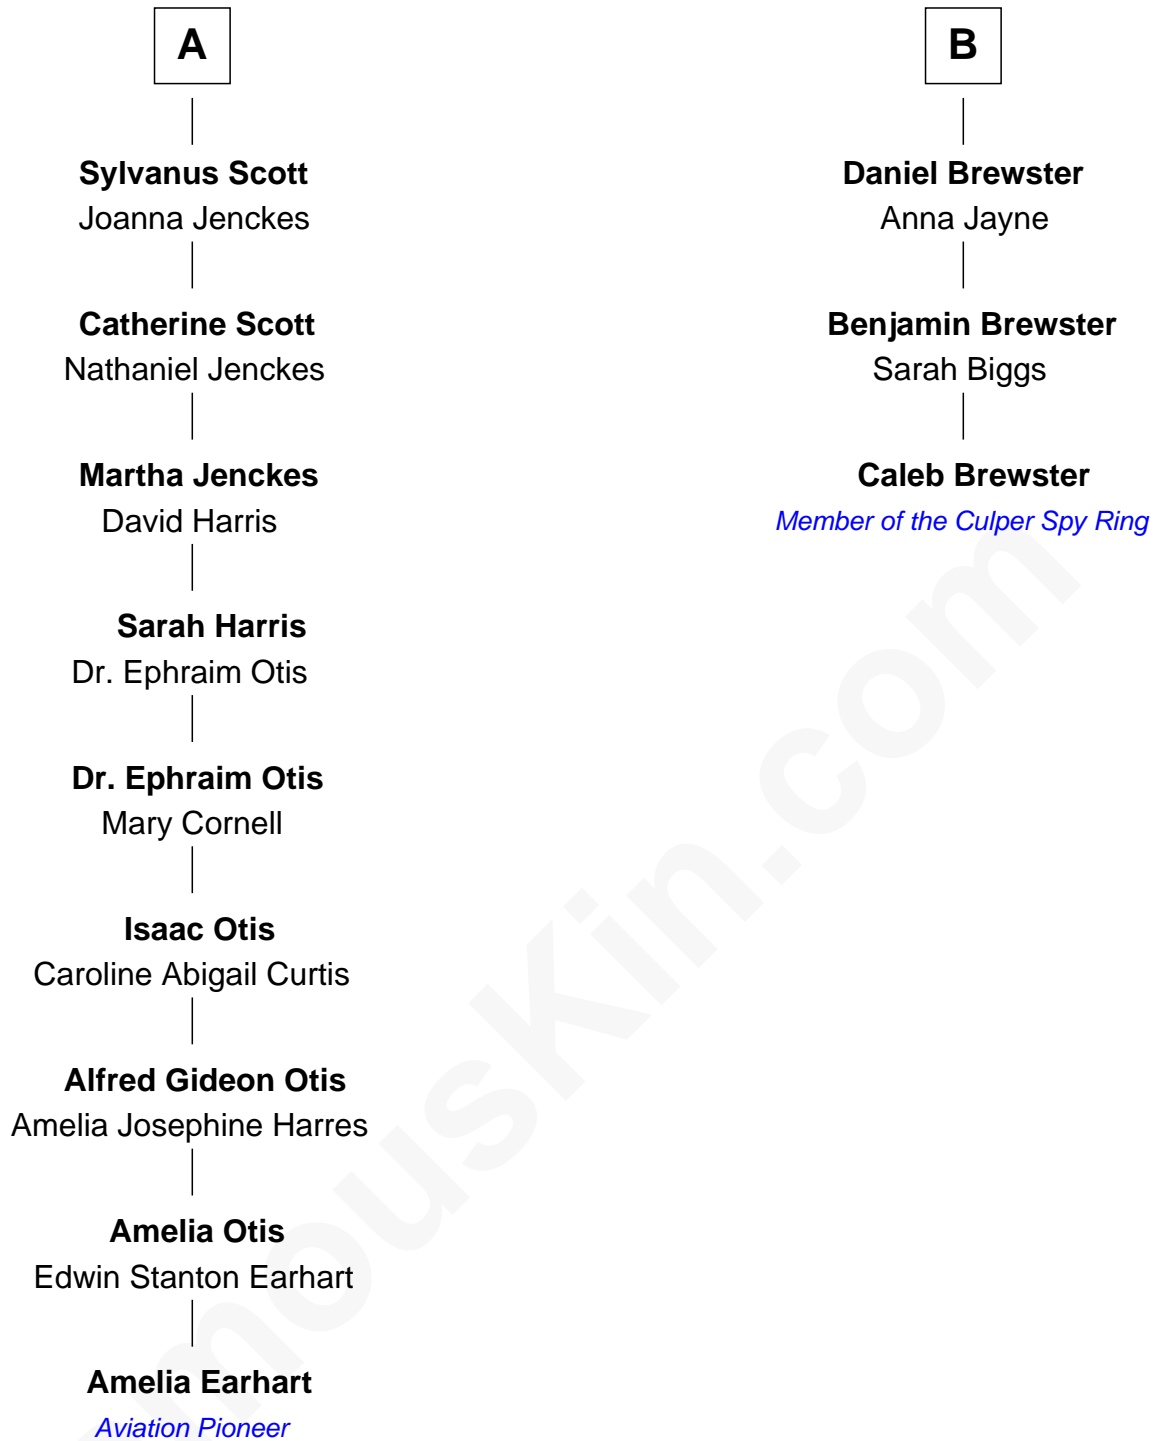 A
Sylvanus Scott
Joanna Jenckes
Catherine Scott
Nathaniel Jenckes
Martha Jenckes
David Harris
Sarah Harris
Dr. Ephraim Otis
Dr. Ephraim Otis
Mary Cornell
Isaac Otis
Caroline Abigail Curtis
Alfred Gideon Otis
Amelia Josephine Harres
Amelia Otis
Edwin Stanton Earhart
Amelia Earhart
Aviation Pioneer
B
Daniel Brewster
Anna Jayne
Benjamin Brewster
Sarah Biggs
Caleb Brewster
Member of the Culper Spy Ring
mouskin.com